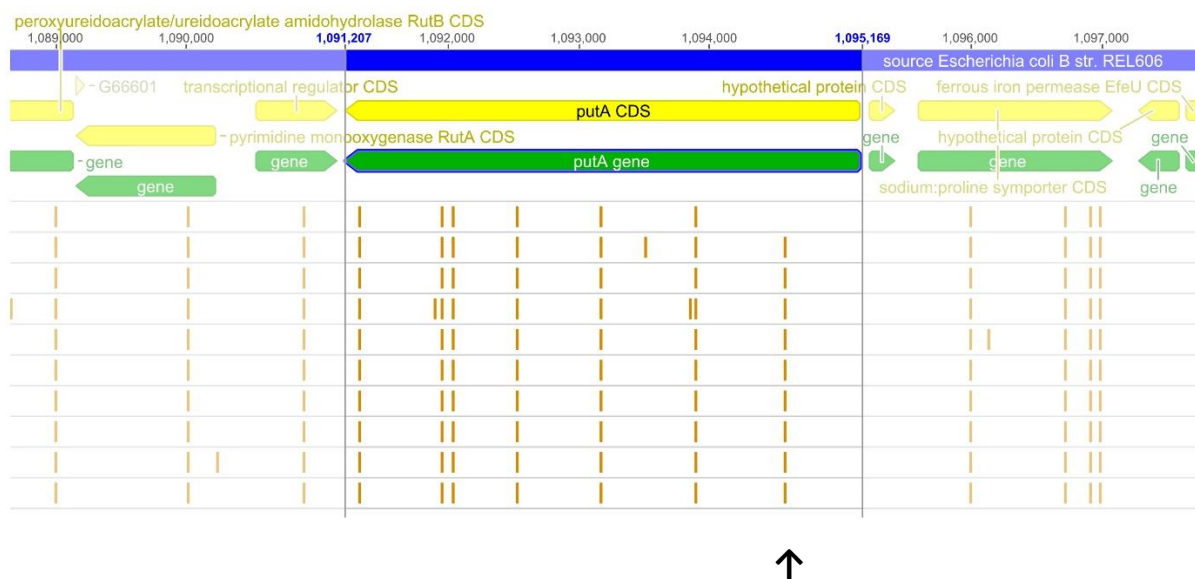 peroxyureidoacrylate/ureidoacrylate amidohydrolase RutB CDS
1,089,000 1,090,000 1,091,207 1,092,000 1,093,000 1,094,000 1,095,169 1,096,000 1,097,000
source Escherichia coli B str. REL606
G66601 transcriptional regulator CDS hypothetical protein CDS ferrous iron permease EfeU CDS
putA CDS
pyrimidine monooxygenase RutA CDS gene hypothetical protein CDS gene
gene gene putA gene gene
gene sodium:proline symporter CDS gene